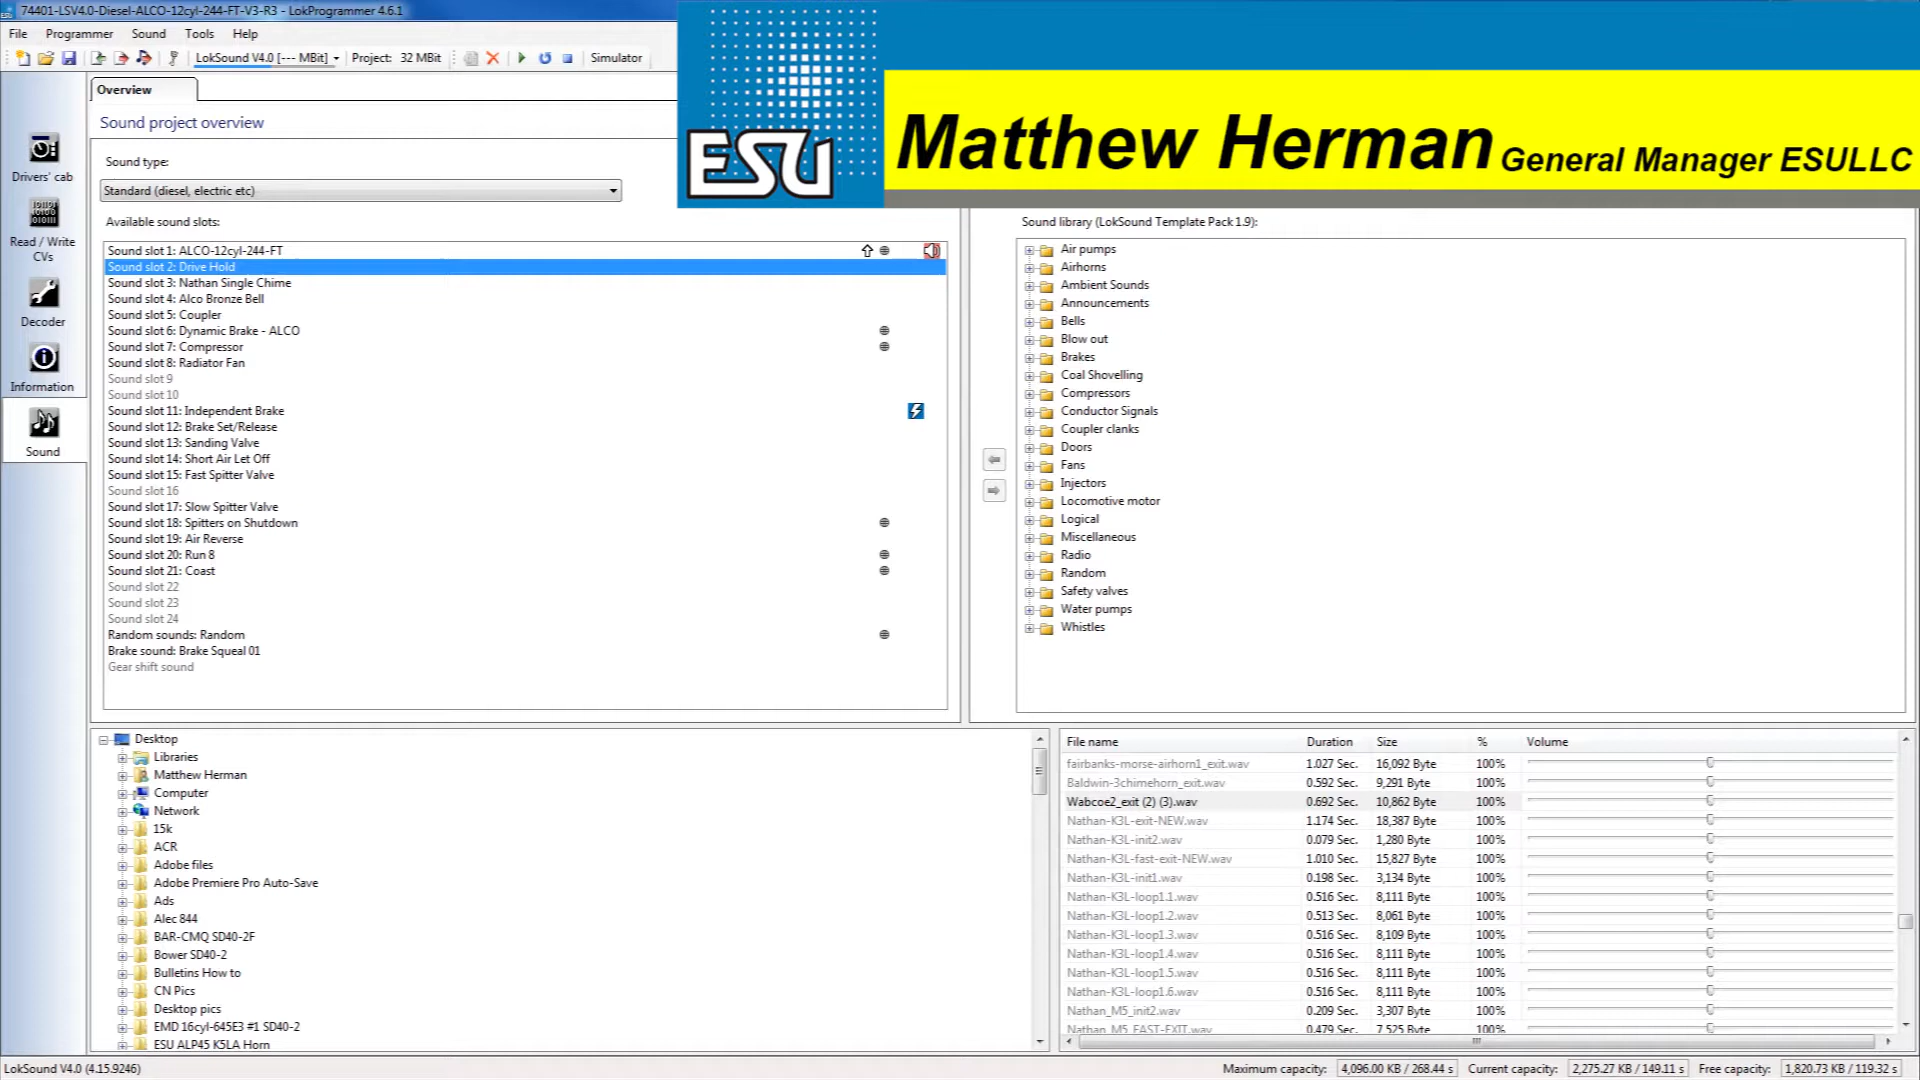 74401-LSV4.0-Diesel-ALCO-12cyl-244-FT-V3-R3 - LokProgrammer 4.6.1
File Programmer Sound Tools Help
LokSound V4.0 [--- MBit] Project: 32 MBit Simulator
ESU
Matthew Herman General Manager ESULLC
Drivers' cab
Read / Write
CVs
Decoder
Information
Sound
Overview
Sound project overview
Sound type:
Standard (diesel, electric etc)
Available sound slots:
Sound slot 1: ALCO-12cyl-244-FT
Sound slot 2: Drive Hold
Sound slot 3: Nathan Single Chime
Sound slot 4: Alco Bronze Bell
Sound slot 5: Coupler
Sound slot 6: Dynamic Brake - ALCO
Sound slot 7: Compressor
Sound slot 8: Radiator Fan
Sound slot 9
Sound slot 10
Sound slot 11: Independent Brake
Sound slot 12: Brake Set/Release
Sound slot 13: Sanding Valve
Sound slot 14: Short Air Let Off
Sound slot 15: Fast Spitter Valve
Sound slot 16
Sound slot 17: Slow Spitter Valve
Sound slot 18: Spitters on Shutdown
Sound slot 19: Air Reverse
Sound slot 20: Run 8
Sound slot 21: Coast
Sound slot 22
Sound slot 23
Sound slot 24
Random sounds: Random
Brake sound: Brake Squeal 01
Gear shift sound
Sound library (LokSound Template Pack 1.9):
Air pumps
Airhorns
Ambient Sounds
Announcements
Bells
Blow out
Brakes
Coal Shovelling
Compressors
Conductor Signals
Coupler clanks
Doors
Fans
Injectors
Locomotive motor
Logical
Miscellaneous
Radio
Random
Safety valves
Water pumps
Whistles
Desktop
Libraries
Matthew Herman
Computer
Network
15k
ACR
Adobe files
Adobe Premiere Pro Auto-Save
Ads
Alec 844
BAR-CMQ SD40-2F
Bower SD40-2
Bulletins How to
CN Pics
Desktop pics
EMD 16cyl-645E3 #1 SD40-2
ESU ALP45 K5LA Horn
File name Duration Size % Volume
fairbanks-morse-airhorn1_exit.wav 1.027 Sec. 16,092 Byte 100%
Baldwin-3chimehorn_exit.wav 0.592 Sec. 9,291 Byte 100%
Wabcoe2_exit (2) (3).wav 0.692 Sec. 10,862 Byte 100%
Nathan-K3L-exit-NEW.wav 1.174 Sec. 18,387 Byte 100%
Nathan-K3L-init2.wav 0.079 Sec. 1,280 Byte 100%
Nathan-K3L-fast-exit-NEW.wav 1.010 Sec. 15,827 Byte 100%
Nathan-K3L-init1.wav 0.198 Sec. 3,134 Byte 100%
Nathan-K3L-loop1.1.wav 0.516 Sec. 8,111 Byte 100%
Nathan-K3L-loop1.2.wav 0.513 Sec. 8,061 Byte 100%
Nathan-K3L-loop1.3.wav 0.516 Sec. 8,109 Byte 100%
Nathan-K3L-loop1.4.wav 0.516 Sec. 8,111 Byte 100%
Nathan-K3L-loop1.5.wav 0.516 Sec. 8,111 Byte 100%
Nathan-K3L-loop1.6.wav 0.516 Sec. 8,111 Byte 100%
Nathan_M5_init2.wav 0.209 Sec. 3,307 Byte 100%
Nathan_M5_FAST-EXIT.wav 0.479 Sec. 7,525 Byte 100%
LokSound V4.0 (4.15.9246) Maximum capacity: 4,096.00 KB / 268.44 s Current capacity: 2,275.27 KB / 149.11 s Free capacity: 1,820.73 KB / 119.32 s